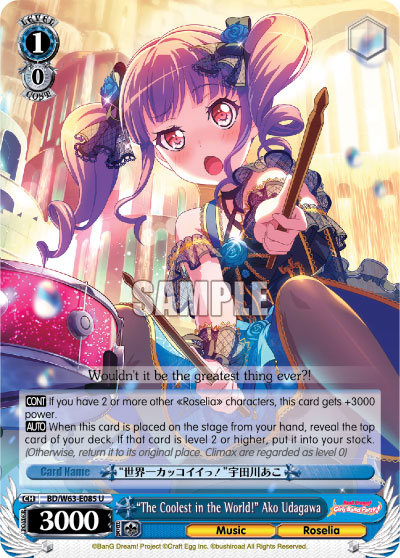 LEVEL
1
0
COST
SAMPLE
Wouldn't it be the greatest thing ever?!
CONT If you have 2 or more other «Roselia» characters, this card gets +3000
power.
AUTO When this card is placed on the stage from your hand, reveal the top
card of your deck. If that card is level 2 or higher, put it into your stock.
(Otherwise, return it to its original place. Climax are regarded as level 0)
Card Name
"世界一カッコイイっ！"宇田川あこ
CH BD/W63-E085 U
"The Coolest in the World!" Ako Udagawa
POWER
3000
Music
Roselia
©BanG Dream! Project ©Craft Egg Inc. ©bushiroad All Rights Reserved.